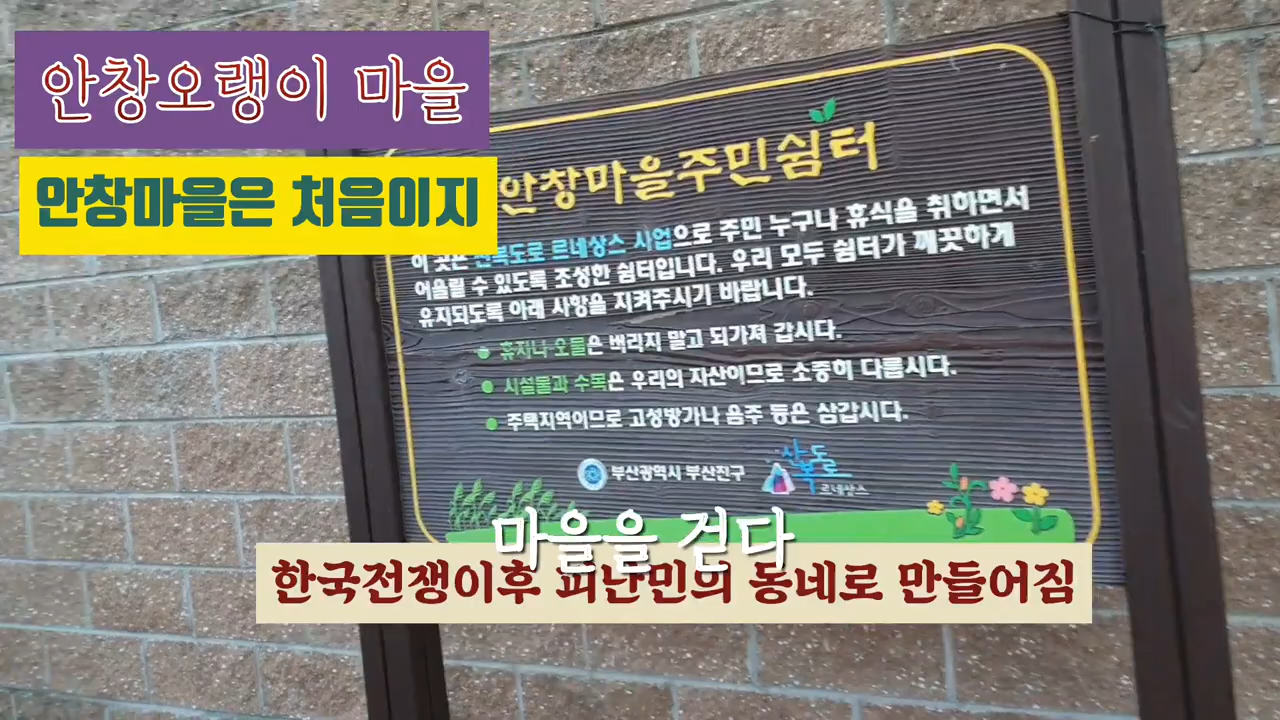 안창오랭이 마을
안창마을은 처음이지
안창마을주민쉼터
이 곳은 산복도로 르네상스 사업으로 주민 누구나 휴식을 취하면서
어울릴 수 있도록 조성한 쉼터입니다. 우리 모두 쉼터가 깨끗하게
유지되도록 아래 사항을 지켜주시기 바랍니다.
휴지나 오물은 버리지 말고 되가져 갑시다.
시설물과 수목은 우리의 자산이므로 소중히 다룹시다.
주택지역이므로 고성방가나 음주 등은 삼갑시다.
부산광역시 부산진구
산복도로
르네상스
마을을 걷다
한국전쟁이후 피난민의 동네로 만들어짐